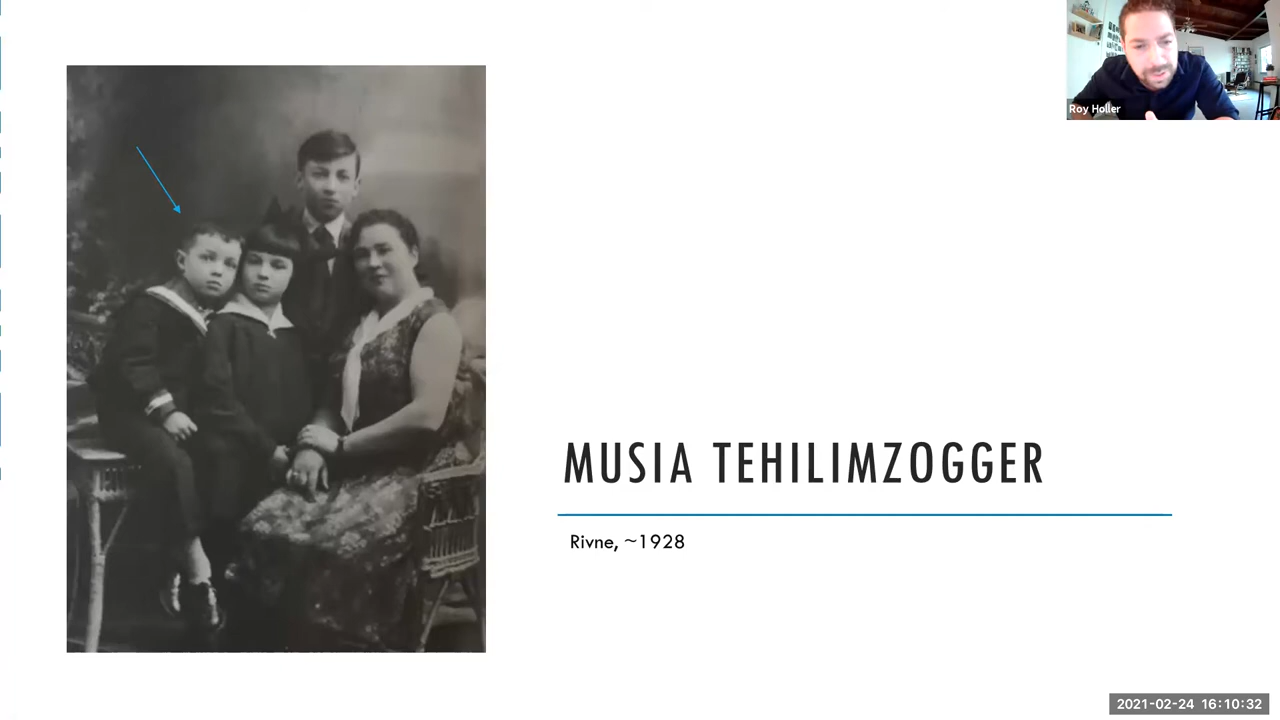 Roy Holler
MUSIA TEHILIMZOGGER
Rivne, ~1928
2021-02-24 16:10:32